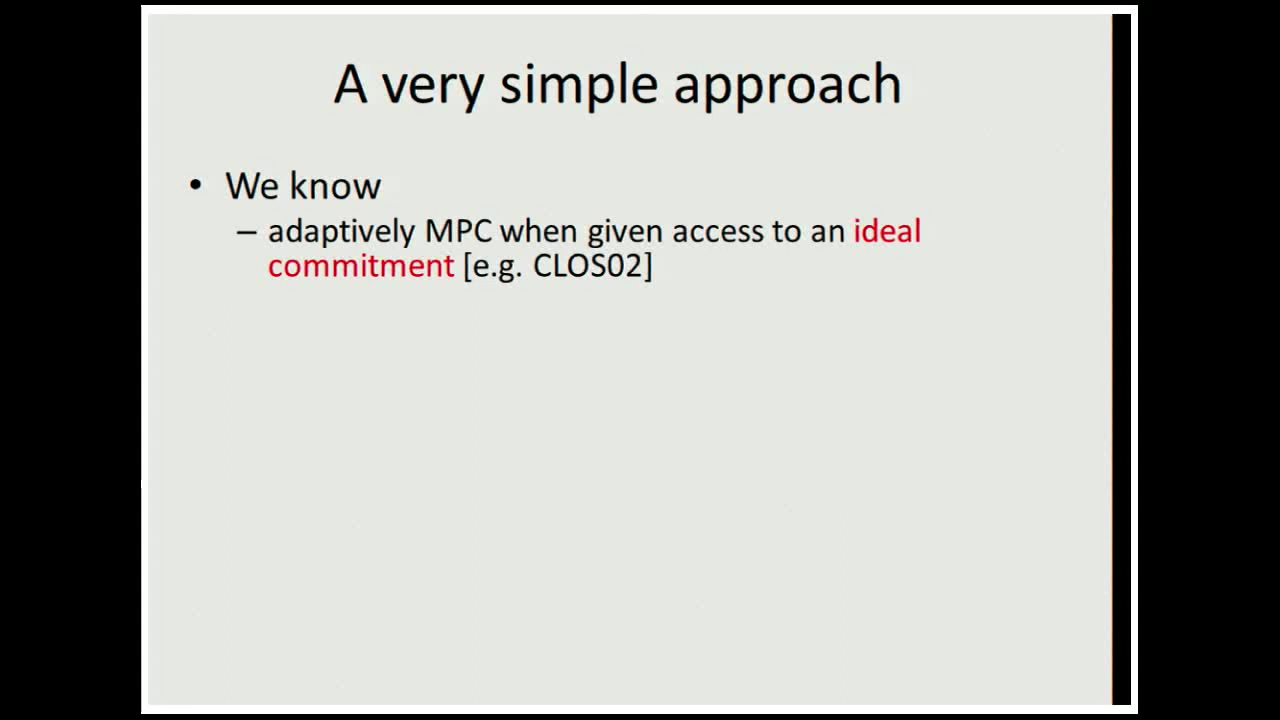 A very simple approach
• We know
– adaptively MPC when given access to an ideal
commitment [e.g. CLOS02]